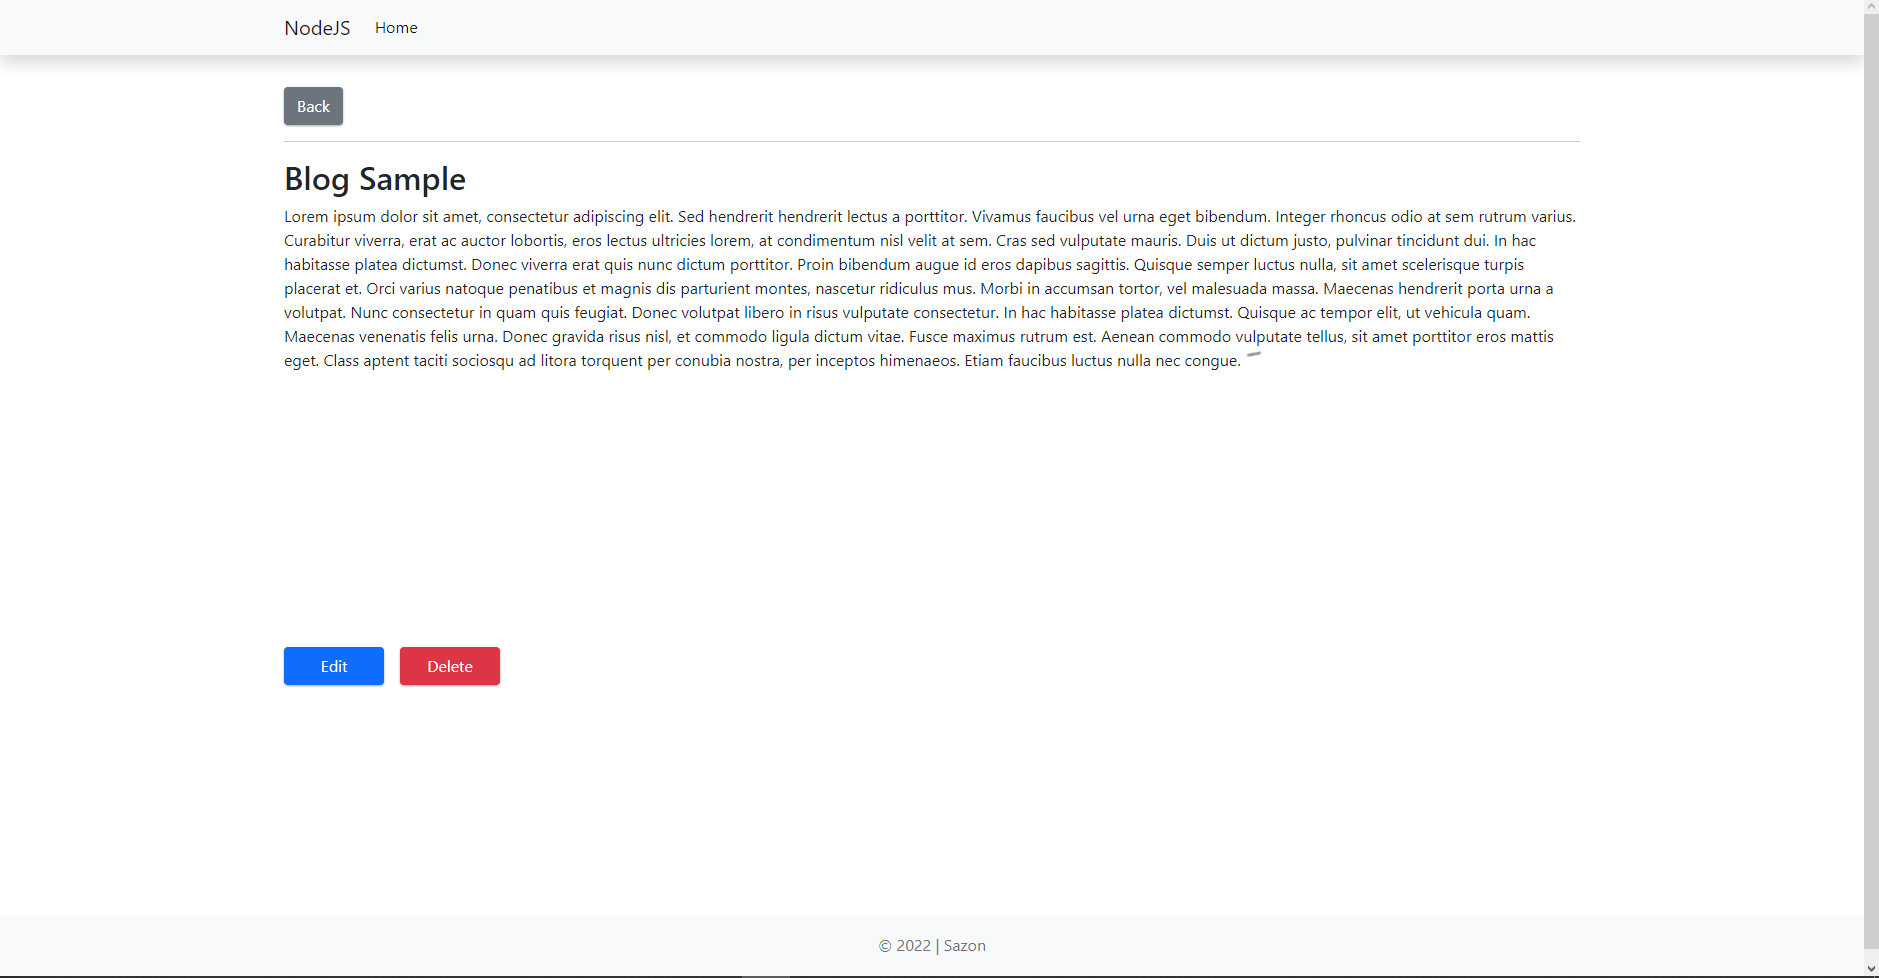 NodeJS Home
Back
Blog Sample
Lorem ipsum dolor sit amet, consectetur adipiscing elit. Sed hendrerit hendrerit lectus a porttitor. Vivamus faucibus vel urna eget bibendum. Integer rhoncus odio at sem rutrum varius.
Curabitur viverra, erat ac auctor lobortis, eros lectus ultricies lorem, at condimentum nisl velit at sem. Cras sed vulputate mauris. Duis ut dictum justo, pulvinar tincidunt dui. In hac
habitasse platea dictumst. Donec viverra erat quis nunc dictum porttitor. Proin bibendum augue id eros dapibus sagittis. Quisque semper luctus nulla, sit amet scelerisque turpis
placerat et. Orci varius natoque penatibus et magnis dis parturient montes, nascetur ridiculus mus. Morbi in accumsan tortor, vel malesuada massa. Maecenas hendrerit porta urna a
volutpat. Nunc consectetur in quam quis feugiat. Donec volutpat libero in risus vulputate consectetur. In hac habitasse platea dictumst. Quisque ac tempor elit, ut vehicula quam.
Maecenas venenatis felis urna. Donec gravida risus nisl, et commodo ligula dictum vitae. Fusce maximus rutrum est. Aenean commodo vulputate tellus, sit amet porttitor eros mattis
eget. Class aptent taciti sociosqu ad litora torquent per conubia nostra, per inceptos himenaeos. Etiam faucibus luctus nulla nec congue.
Edit Delete
© 2022 | Sazon